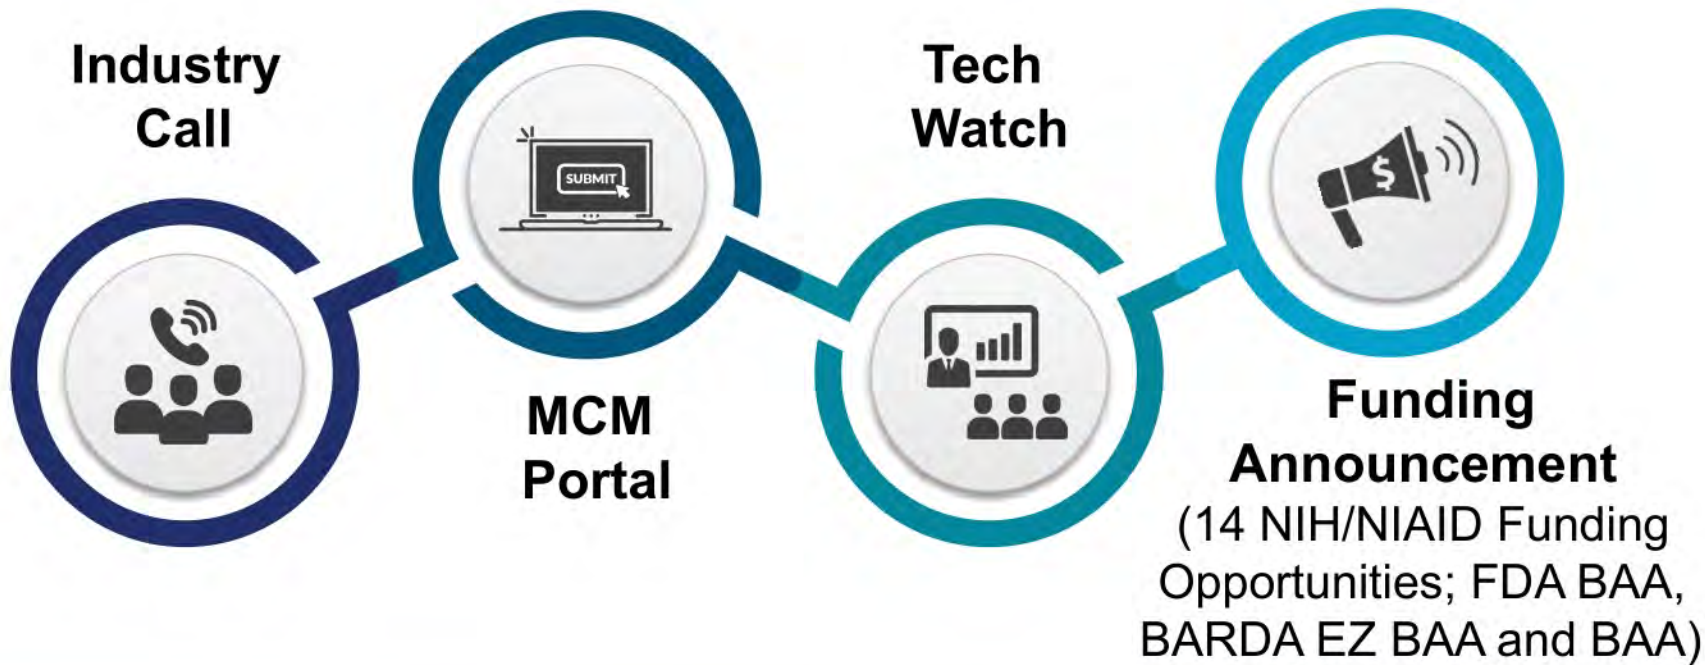 Industry
Call
SUBMIT
MCM
Portal
Tech
Watch
$
Funding
Announcement
(14 NIH/NIAID Funding
Opportunities; FDA BAA,
BARDA EZ BAA and BAA)